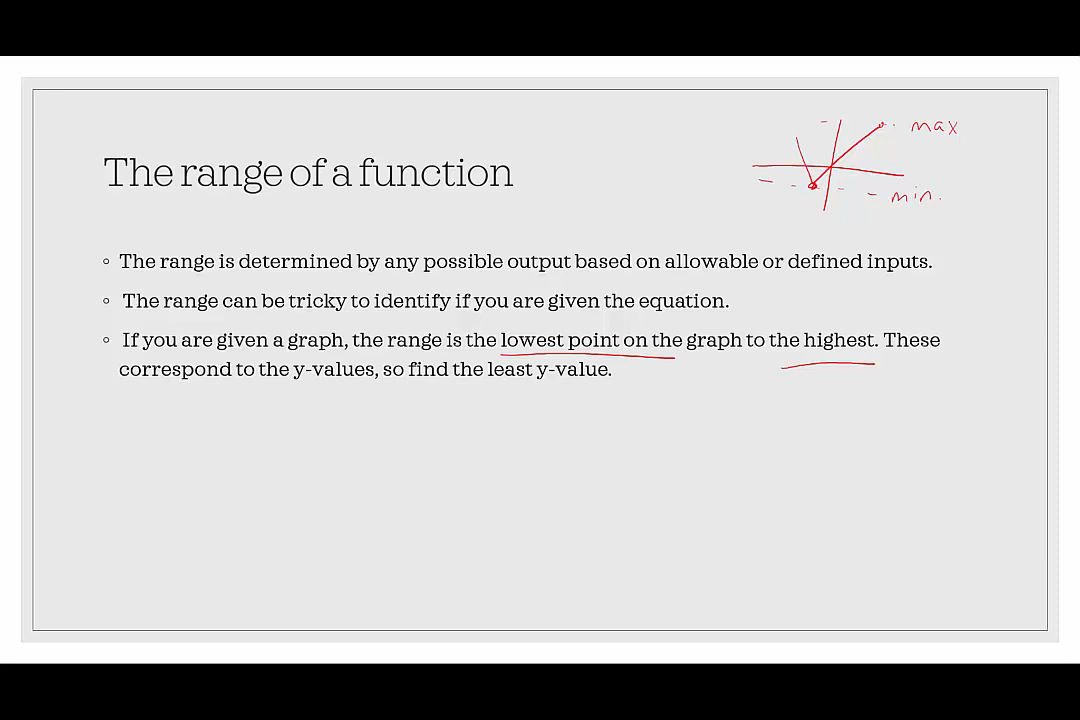 The range of a function
max
min.
◦ The range is determined by any possible output based on allowable or defined inputs.
◦ The range can be tricky to identify if you are given the equation.
◦ If you are given a graph, the range is the lowest point on the graph to the highest. These
correspond to the y-values, so find the least y-value.